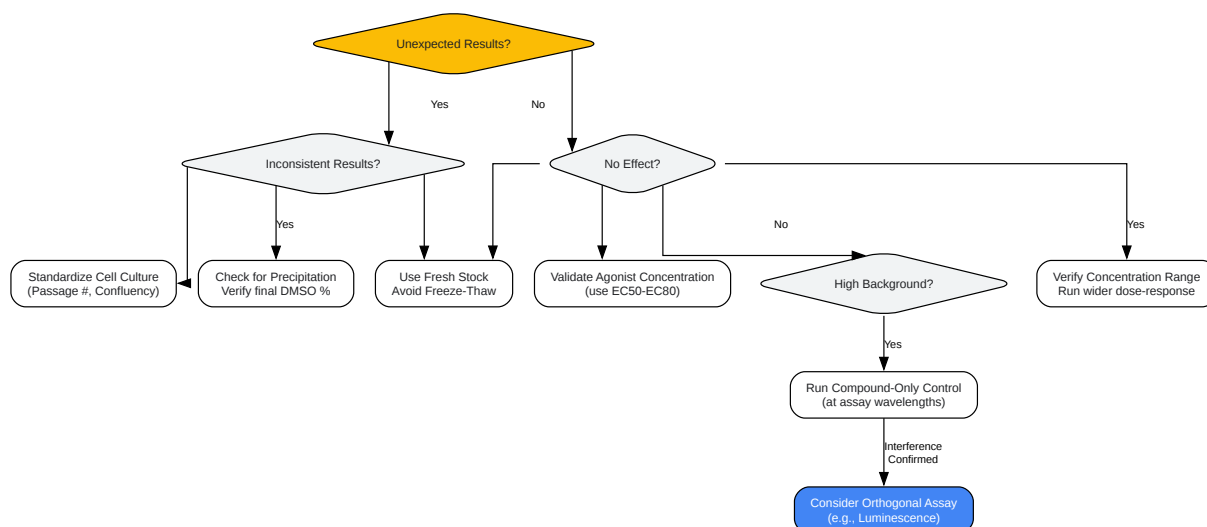 Unexpected Results?
Yes
No
Inconsistent Results?
No Effect?
Yes
No
Yes
Standardize Cell Culture
(Passage #, Confluency)
Check for Precipitation
Verify final DMSO %
Use Fresh Stock
Avoid Freeze-Thaw
Validate Agonist Concentration
(use EC50-EC80)
High Background?
Verify Concentration Range
Run wider dose-response
Yes
Run Compound-Only Control
(at assay wavelengths)
Interference
Confirmed
Consider Orthogonal Assay
(e.g., Luminescence)